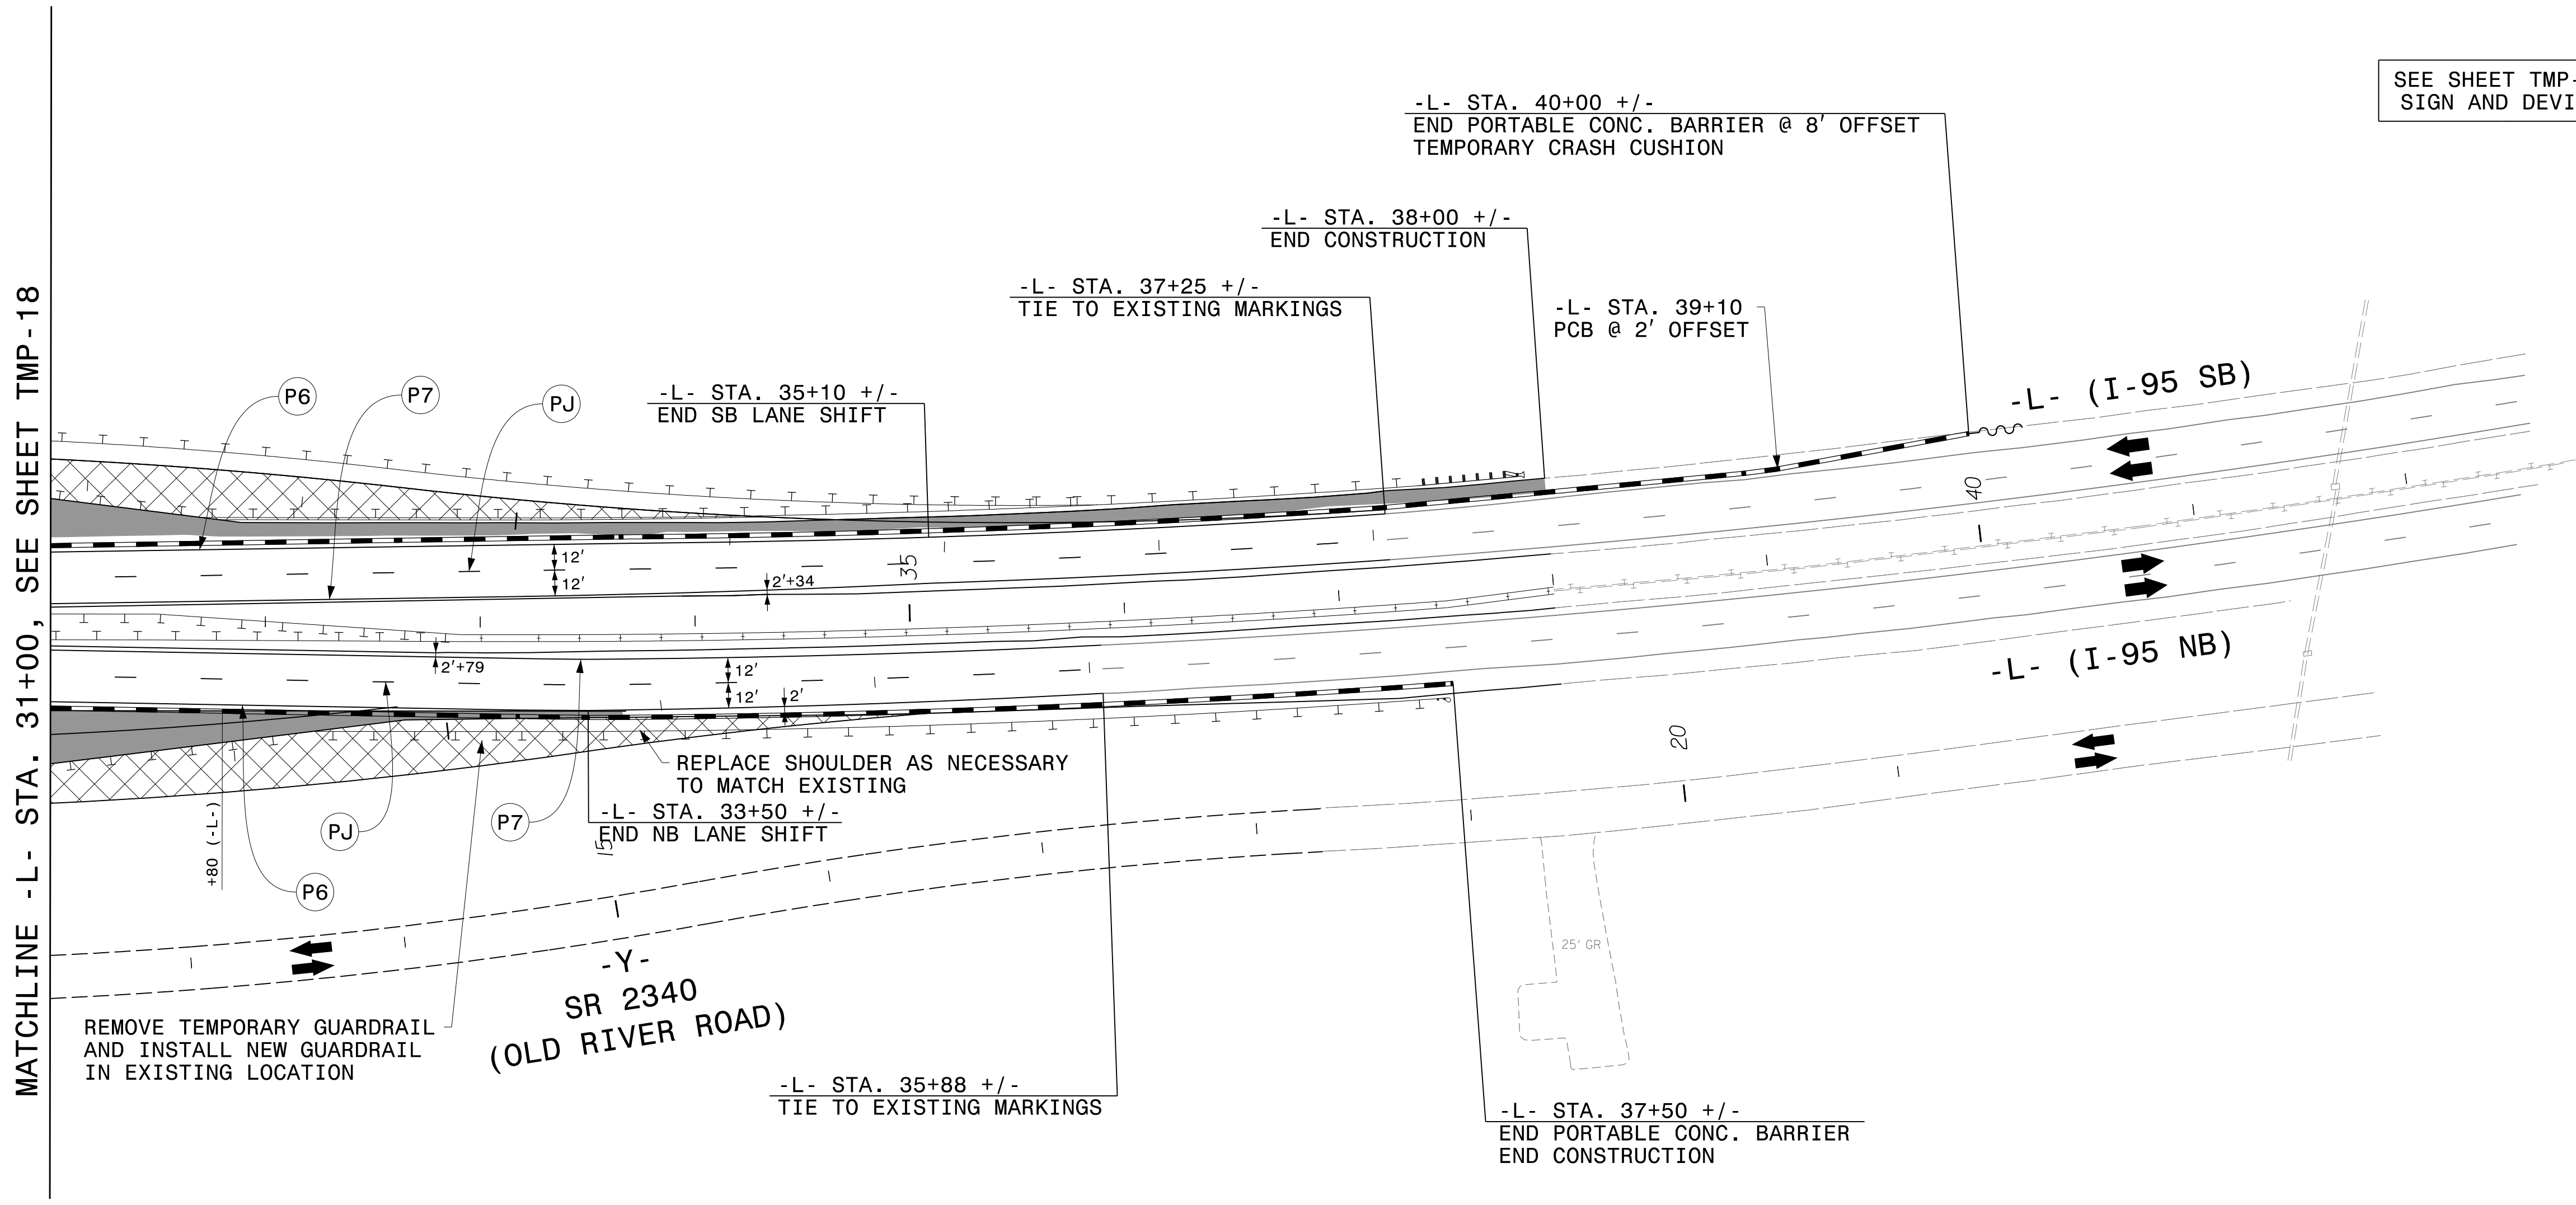 MATCHLINE -L- STA. 31+00, SEE SHEET TMP-18
SEE SHEET TMP-
SIGN AND DEVI
-L- STA. 40+00 +/-
END PORTABLE CONC. BARRIER @ 8' OFFSET
TEMPORARY CRASH CUSHION
-L- STA. 38+00 +/-
END CONSTRUCTION
-L- STA. 37+25 +/-
TIE TO EXISTING MARKINGS
-L- STA. 39+10
PCB @ 2' OFFSET
-L- STA. 35+10 +/-
END SB LANE SHIFT
P6
P7
PJ
-L- (I-95 SB)
40
35
12'
12'
2'+34
2'+79
12'
12'
2'
-L- (I-95 NB)
20
REPLACE SHOULDER AS NECESSARY
TO MATCH EXISTING
-L- STA. 33+50 +/-
END NB LANE SHIFT
15
P7
PJ
P6
+80 (-L-)
25' GR
-Y-
SR 2340
(OLD RIVER ROAD)
REMOVE TEMPORARY GUARDRAIL
AND INSTALL NEW GUARDRAIL
IN EXISTING LOCATION
-L- STA. 35+88 +/-
TIE TO EXISTING MARKINGS
-L- STA. 37+50 +/-
END PORTABLE CONC. BARRIER
END CONSTRUCTION